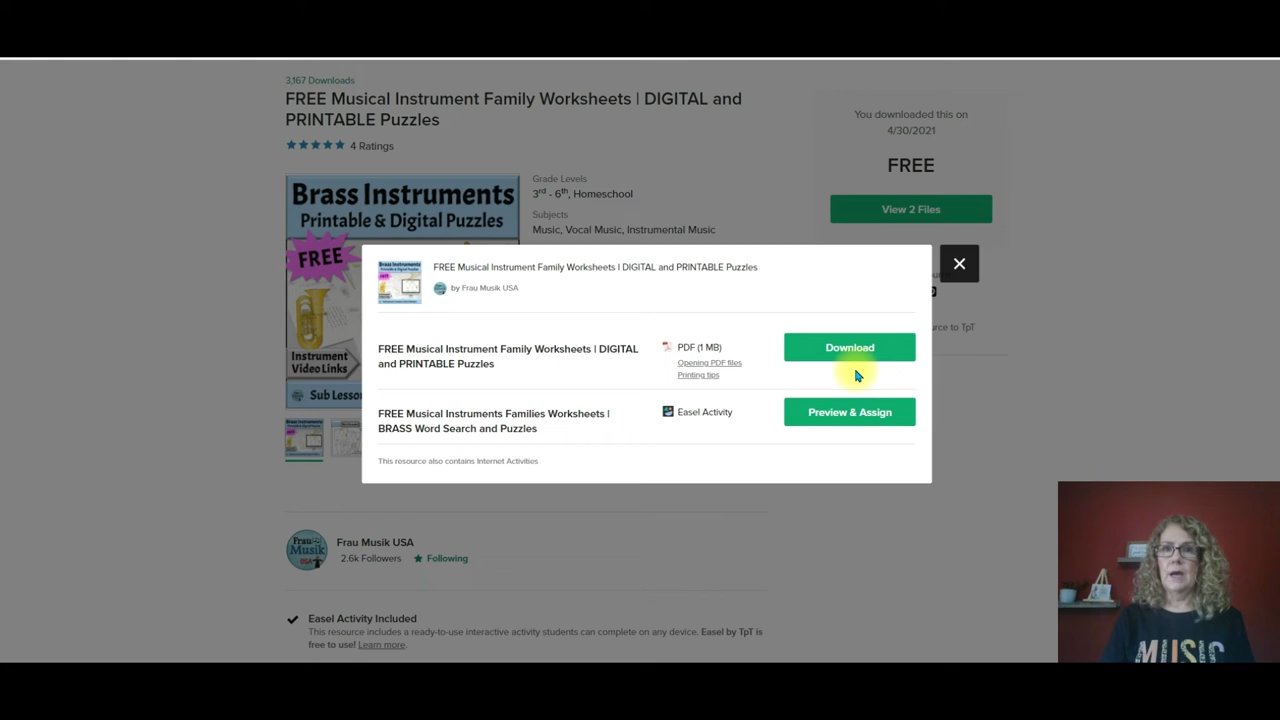 3,167 Downloads
FREE Musical Instrument Family Worksheets | DIGITAL and
PRINTABLE Puzzles
4 Ratings
You downloaded this on
4/30/2021
FREE
View 2 Files
Brass Instruments
Printable & Digital Puzzles
FREE
Instrument
Video Links
Sub Lesson
Grade Levels
3rd - 6th, Homeschool
Subjects
Music, Vocal Music, Instrumental Music
FREE Musical Instrument Family Worksheets | DIGITAL and PRINTABLE Puzzles
by Frau Musik USA
FREE Musical Instrument Family Worksheets | DIGITAL
and PRINTABLE Puzzles
PDF (1 MB)
Opening PDF files
Printing tips
Download
FREE Musical Instruments Families Worksheets |
BRASS Word Search and Puzzles
Easel Activity
Preview & Assign
This resource also contains Internet Activities
Frau
Musik
USA
Frau Musik USA
2.6k Followers
Following
Easel Activity Included
This resource includes a ready-to-use interactive activity students can complete on any device. Easel by TpT is
free to use! Learn more.
MUSIC